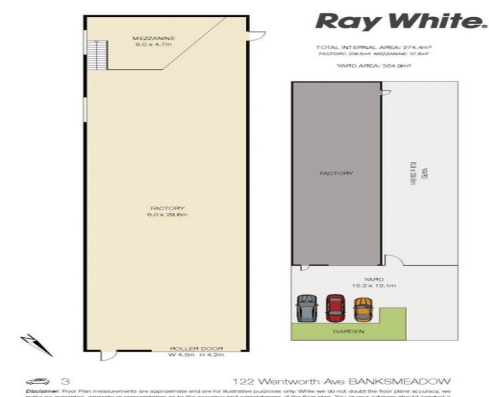 Ray White.
MEZZANINE
8.0 x 4.7m
TOTAL INTERNAL AREA: 274.4m²
FACTORY: 236.8m² MEZZANINE: 37.6m²
YARD AREA: 354.9m²
FACTORY
YARD
FACTORY
8.0 x 29.6m
YARD
15.2 x 12.1m
GARDEN
ROLLER DOOR
W 4.5m H 4.2m
N
3
122 Wentworth Ave BANKSMEADOW
Disclaimer: Floor Plan measurements are approximate and are for illustrative purposes only. While we do not doubt the floor plans accuracy, we